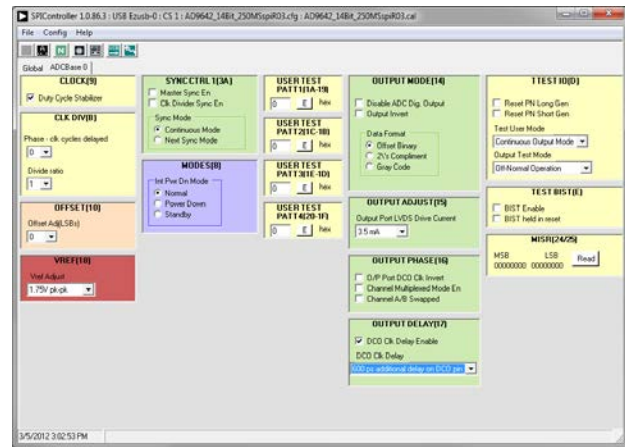 SPIController 1.0.86.3 : USB Ezusb-0 : CS 1 : AD9642_14Bit_250MSspiR03.cfg : AD9642_14Bit_250MSspiR03.cal
File Config Help
Global ADCBase 0
CLOCK(9)
Duty Cycle Stabilizer
CLK DIV(B)
Phase - clk cycles delayed
0
Divide ratio
1
OFFSET(10)
Offset Adj(LSBs)
0
VREF(18)
Vref Adjust
1.75V pk-pk
SYNC CTRL 1(3A)
Master Sync En
Clk Divider Sync En
Sync Mode
Continuous Mode
Next Sync Mode
MODES(8)
Int Pwr Dn Mode
Normal
Power Down
Standby
USER TEST
PATT1(1A-19)
0 E hex
USER TEST
PATT2(1C-1B)
0 E hex
USER TEST
PATT3(1E-1D)
0 E hex
USER TEST
PATT4(20-1F)
0 E hex
OUTPUT MODE(14)
Disable ADC Dig. Output
Output Invert
Data Format
Offset Binary
2\'s Compliment
Gray Code
OUTPUT ADJUST(15)
Output Port LVDS Drive Current
3.5 mA
OUTPUT PHASE(16)
O/P Port DCO Clk Invert
Channel Multiplexed Mode En
Channel A/B Swapped
OUTPUT DELAY(17)
DCO Clk Delay Enable
DCO Clk Delay
600 ps additional delay on DCO pin
TTEST IO(D)
Reset PN Long Gen
Reset PN Short Gen
Test User Mode
Continuous Output Mode
Output Test Mode
Off-Normal Operation
TEST BIST(E)
BIST Enable
BIST held in reset
MISR(24/25)
MSB LSB
00000000 00000000 Read
3/5/2012 3:02:53 PM